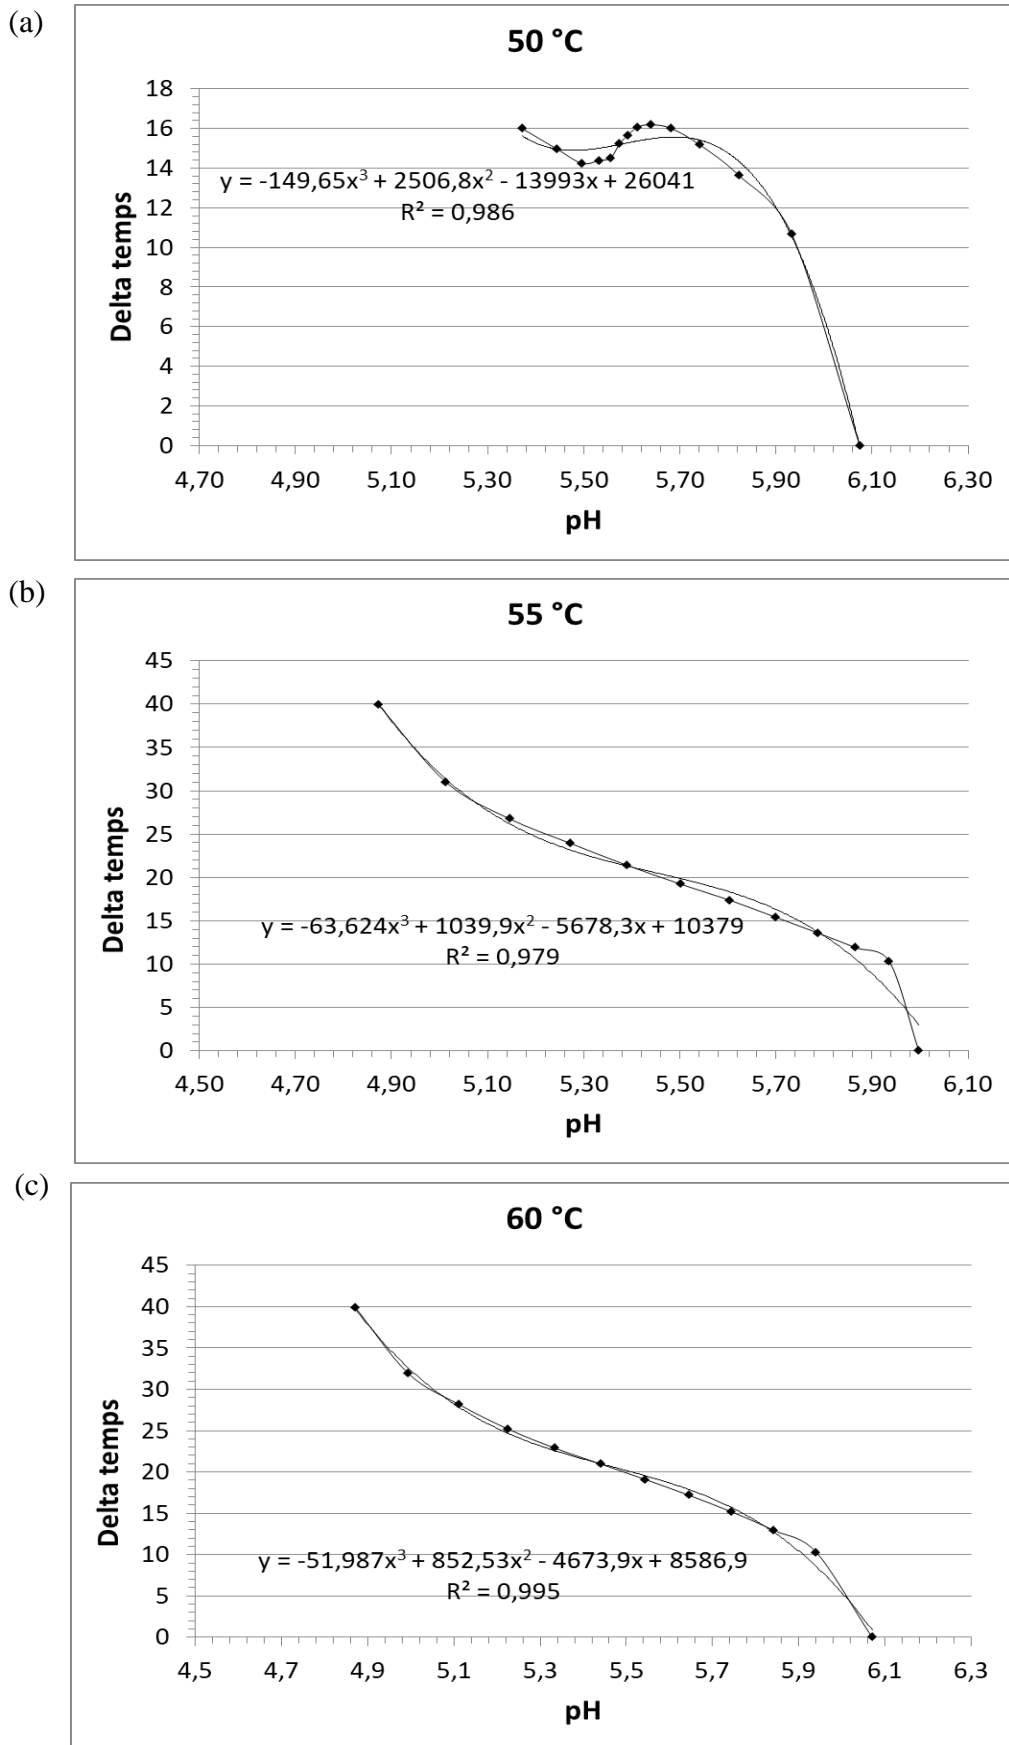 (a)
50 °C
18
16
14
12
10
8
6
4
2
0
Delta temps
y = -149,65x³ + 2506,8x² - 13993x + 26041
R² = 0,986
4,70 4,90 5,10 5,30 5,50 5,70 5,90 6,10 6,30
pH
(b)
55 °C
45
40
35
30
25
20
15
10
5
0
Delta temps
y = -63,624x³ + 1039,9x² - 5678,3x + 10379
R² = 0,979
4,50 4,70 4,90 5,10 5,30 5,50 5,70 5,90 6,10
pH
(c)
60 °C
45
40
35
30
25
20
15
10
5
0
Delta temps
y = -51,987x³ + 852,53x² - 4673,9x + 8586,9
R² = 0,995
4,5 4,7 4,9 5,1 5,3 5,5 5,7 5,9 6,1 6,3
pH